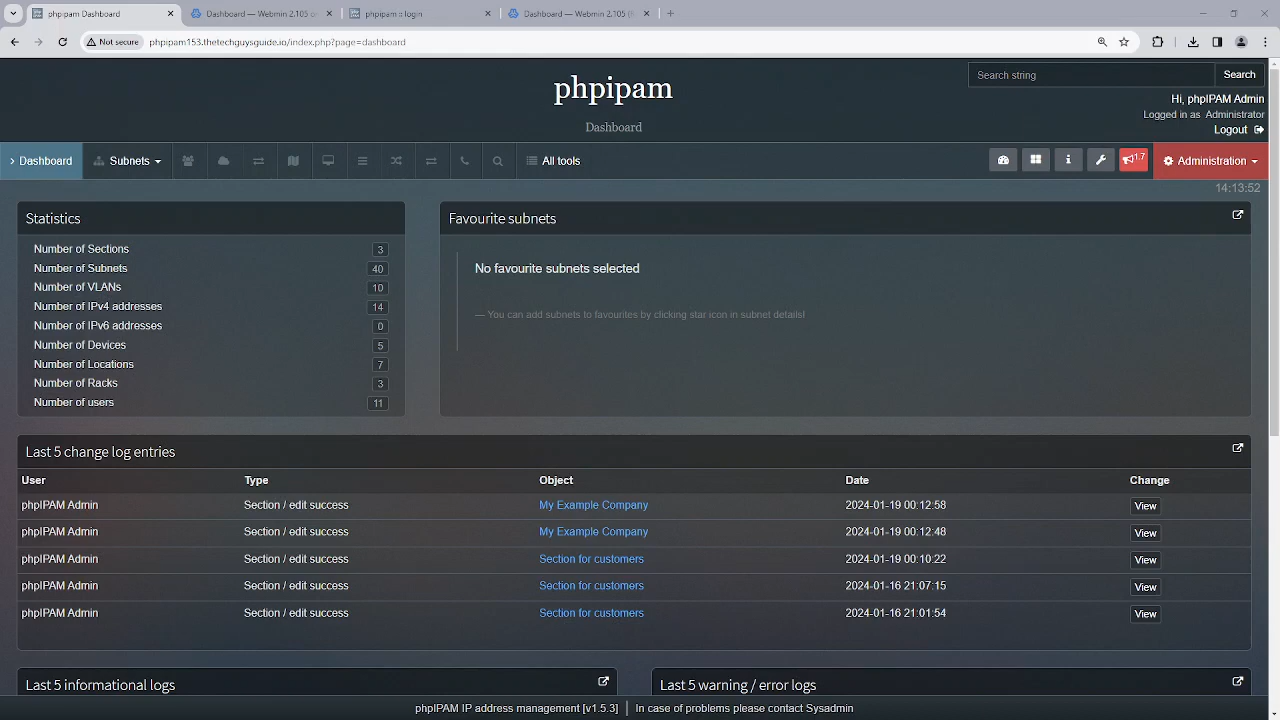 phpipam Dashboard
Dashboard — Webmin 2.105 o
phpipam :: login
Dashboard — Webmin 2.105 (
Not secure
phpipam153.thetechguysguide.io/index.php?page=dashboard
phpipam
Dashboard
Search string
Search
Hi, phpIPAM Admin
Logged in as Administrator
Logout
> Dashboard
Subnets
All tools
1.7
Administration
14:13:52
Statistics
Number of Sections 3
Number of Subnets 40
Number of VLANs 10
Number of IPv4 addresses 14
Number of IPv6 addresses 0
Number of Devices 5
Number of Locations 7
Number of Racks 3
Number of users 11
Favourite subnets
No favourite subnets selected
— You can add subnets to favourites by clicking star icon in subnet details!
Last 5 change log entries
User Type Object Date Change
phpIPAM Admin Section / edit success My Example Company 2024-01-19 00:12:58 View
phpIPAM Admin Section / edit success My Example Company 2024-01-19 00:12:48 View
phpIPAM Admin Section / edit success Section for customers 2024-01-19 00:10:22 View
phpIPAM Admin Section / edit success Section for customers 2024-01-16 21:07:15 View
phpIPAM Admin Section / edit success Section for customers 2024-01-16 21:01:54 View
Last 5 informational logs
Last 5 warning / error logs
phpIPAM IP address management [v1.5.3] | In case of problems please contact Sysadmin